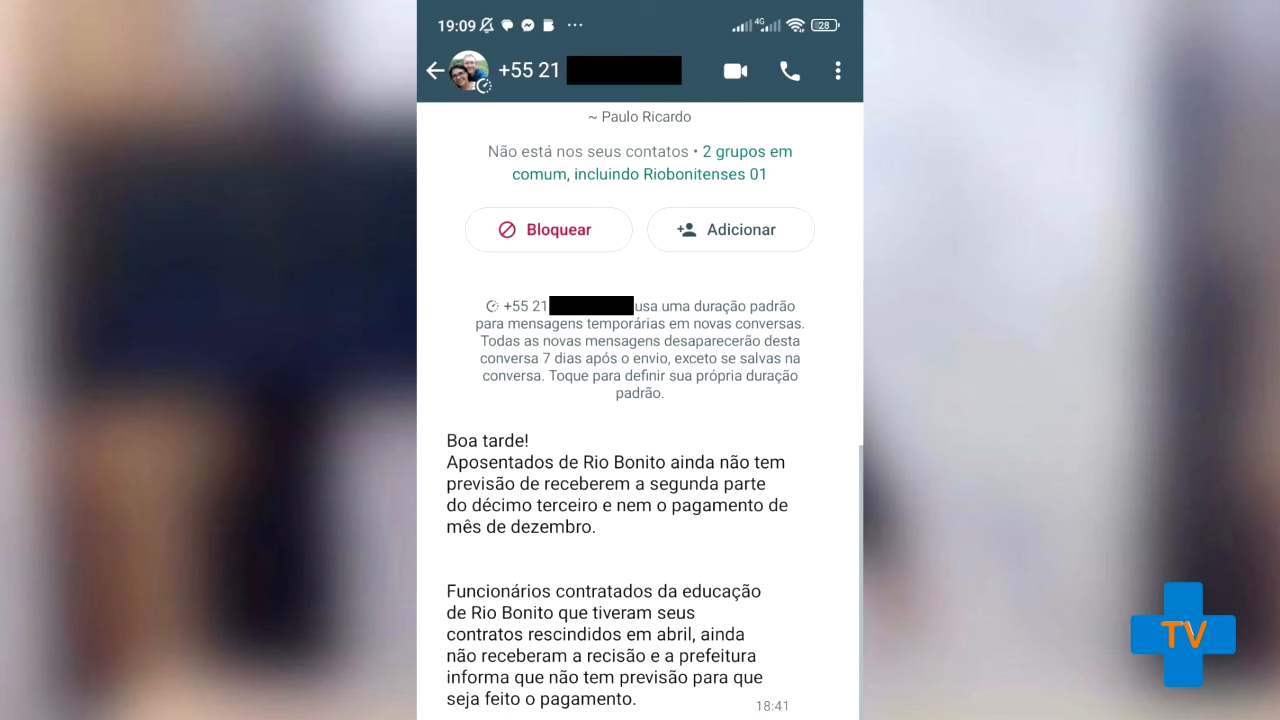 19:09
4G
28
+55 21
~ Paulo Ricardo
Não está nos seus contatos • 2 grupos em
comum, incluindo Riobonitenses 01
Bloquear
Adicionar
+55 21 usa uma duração padrão
para mensagens temporárias em novas conversas.
Todas as novas mensagens desaparecerão desta
conversa 7 dias após o envio, exceto se salvas na
conversa. Toque para definir sua própria duração
padrão.
Boa tarde!
Aposentados de Rio Bonito ainda não tem
previsão de receberem a segunda parte
do décimo terceiro e nem o pagamento de
mês de dezembro.
Funcionários contratados da educação
de Rio Bonito que tiveram seus
contratos rescindidos em abril, ainda
não receberam a recisão e a prefeitura
informa que não tem previsão para que
seja feito o pagamento.
18:41
TV